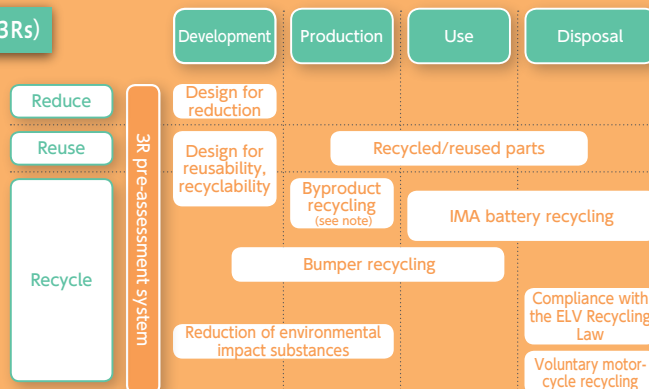 3Rs)
Development
Production
Use
Disposal
Reduce
Reuse
Recycle
3R pre-assessment system
Design for
reduction
Design for
reusability,
recyclability
Recycled/reused parts
Byproduct
recycling
(see note)
IMA battery recycling
Bumper recycling
Reduction of environmental
impact substances
Compliance with
the ELV Recycling
Law
Voluntary motor-
cycle recycling